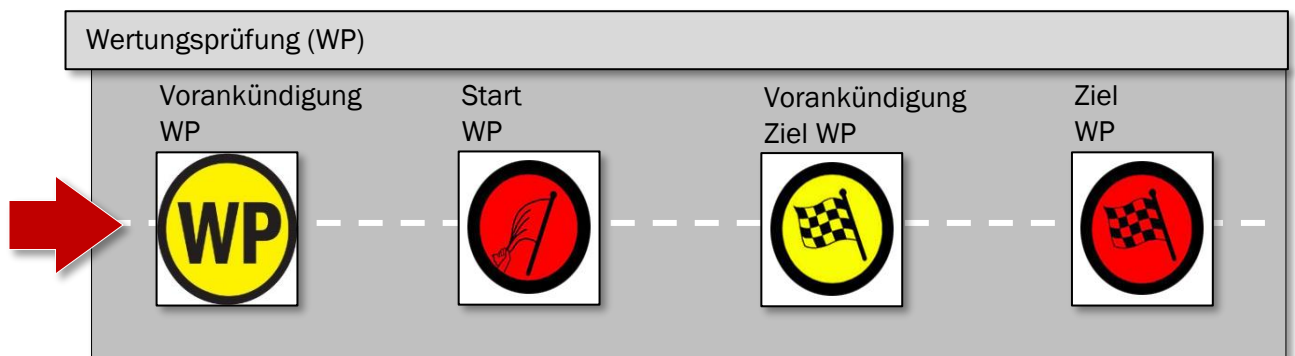 Wertungsprüfung (WP)
Vorankündigung
WP
Start
WP
Vorankündigung
Ziel WP
Ziel
WP
WP